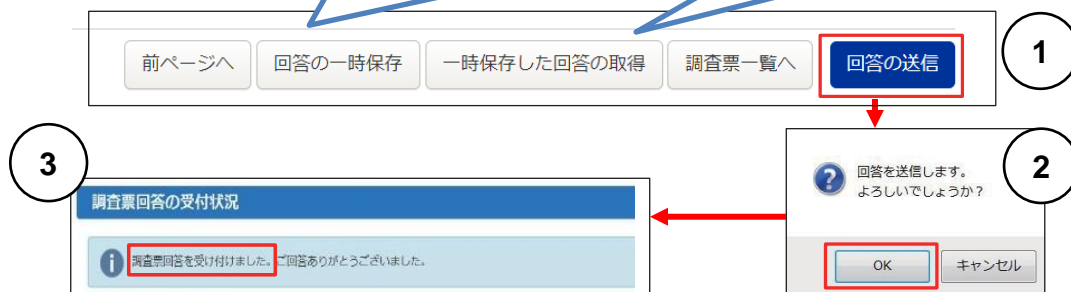 前ページへ
回答の一時保存
一時保存した回答の取得
調査票一覧へ
回答の送信
1
2
回答を送信します。
よろしいでしょうか？
OK
キャンセル
3
調査票回答の受付状況
調査票回答を受け付けました。ご回答ありがとうございました。